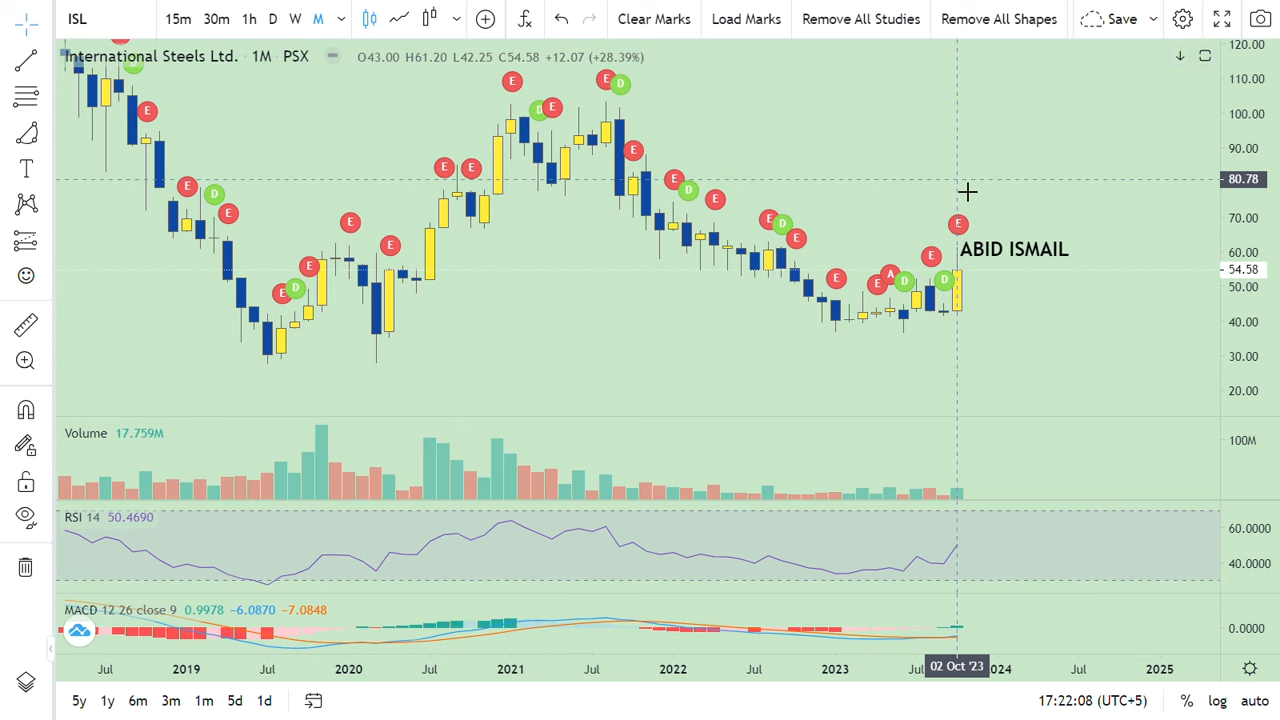 ISL 15m 30m 1h D W M Clear Marks Load Marks Remove All Studies Remove All Shapes Save
International Steels Ltd. 1M PSX O43.00 H61.20 L42.25 C54.58 +12.07 (+28.39%)
120.00
110.00
100.00
90.00
80.78
70.00
60.00
54.58
50.00
40.00
30.00
20.00
E E D E D E E D E E E E E E D E E D E E D E E D E E E A D E D E
ABID ISMAIL
Volume 17.759M
100M
RSI 14 50.4690
60.0000
40.0000
MACD 12 26 close 9 0.9978 −6.0870 −7.0848
0.0000
Jul 2019 Jul 2020 Jul 2021 Jul 2022 Jul 2023 02 Oct '23 Jul 2025
5y 1y 6m 3m 1m 5d 1d 17:22:08 (UTC+5) % log auto